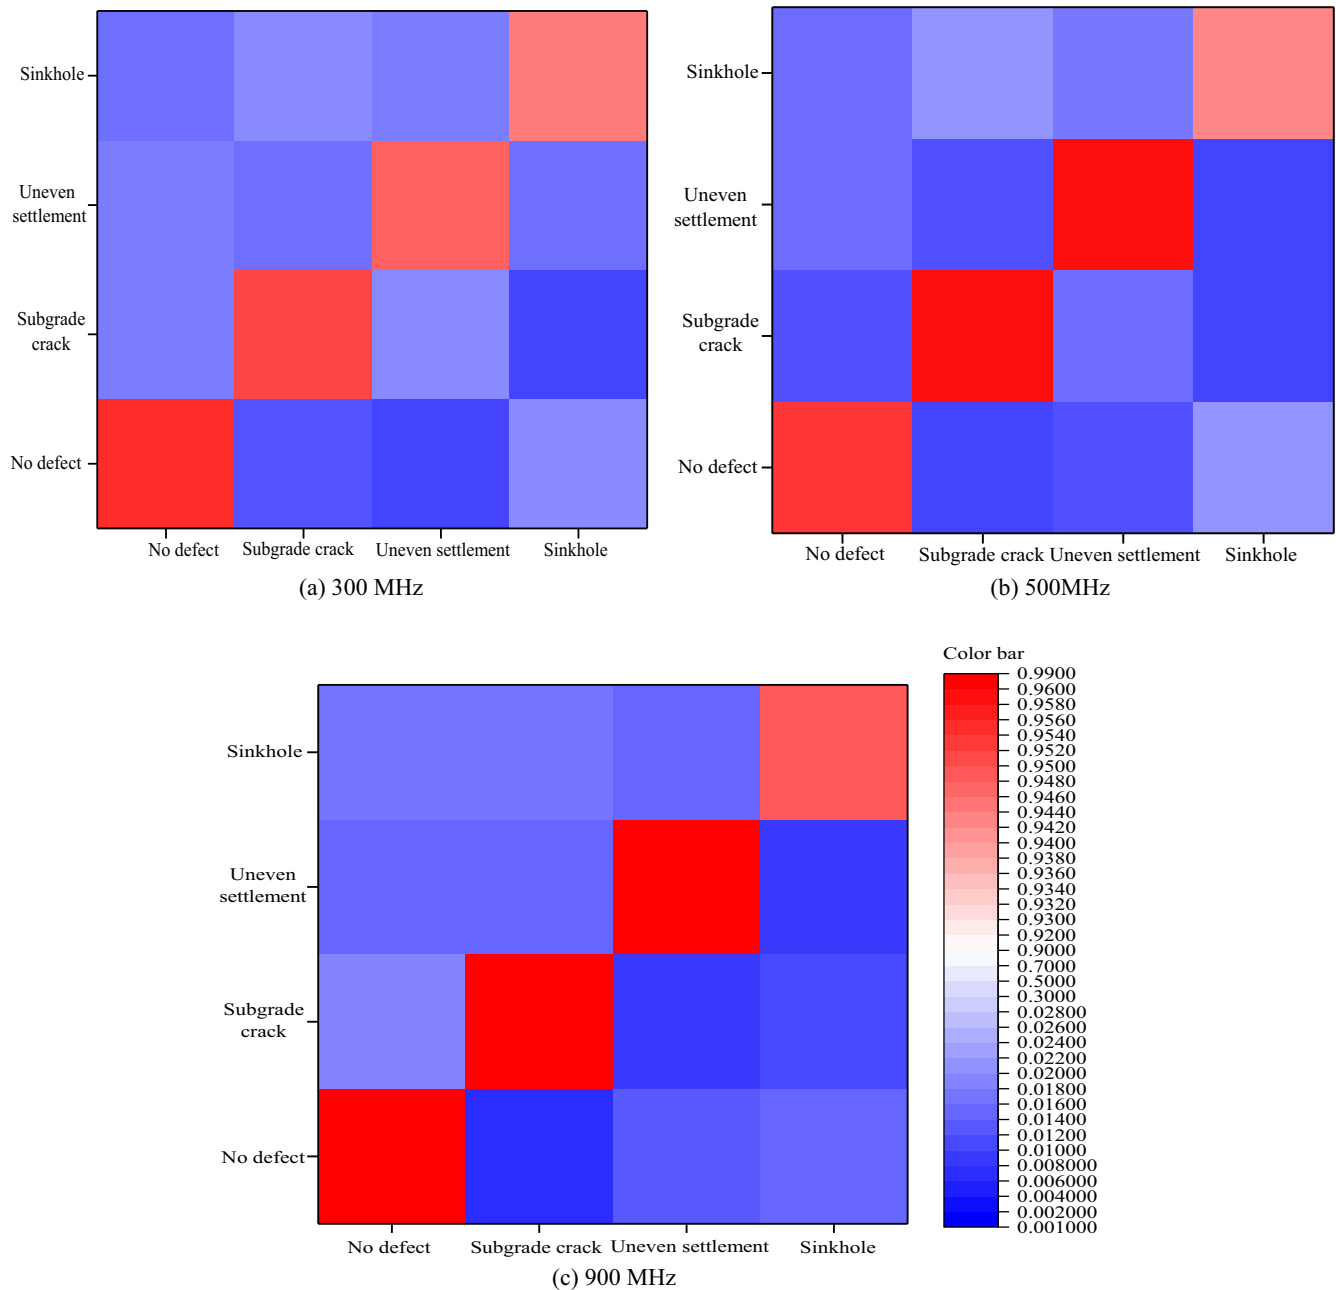 Sinkhole
Uneven
settlement
Subgrade
crack
No defect
No defect
Subgrade crack
Uneven settlement
Sinkhole
(a) 300 MHz
Sinkhole
Uneven
settlement
Subgrade
crack
No defect
No defect
Subgrade crack
Uneven settlement
Sinkhole
(b) 500MHz
Sinkhole
Uneven
settlement
Subgrade
crack
No defect
No defect
Subgrade crack
Uneven settlement
Sinkhole
(c) 900 MHz
Color bar
0.9900
0.9600
0.9580
0.9560
0.9540
0.9520
0.9500
0.9480
0.9460
0.9440
0.9420
0.9400
0.9380
0.9360
0.9340
0.9320
0.9300
0.9200
0.9000
0.7000
0.5000
0.3000
0.02800
0.02600
0.02400
0.02200
0.02000
0.01800
0.01600
0.01400
0.01200
0.01000
0.008000
0.006000
0.004000
0.002000
0.001000